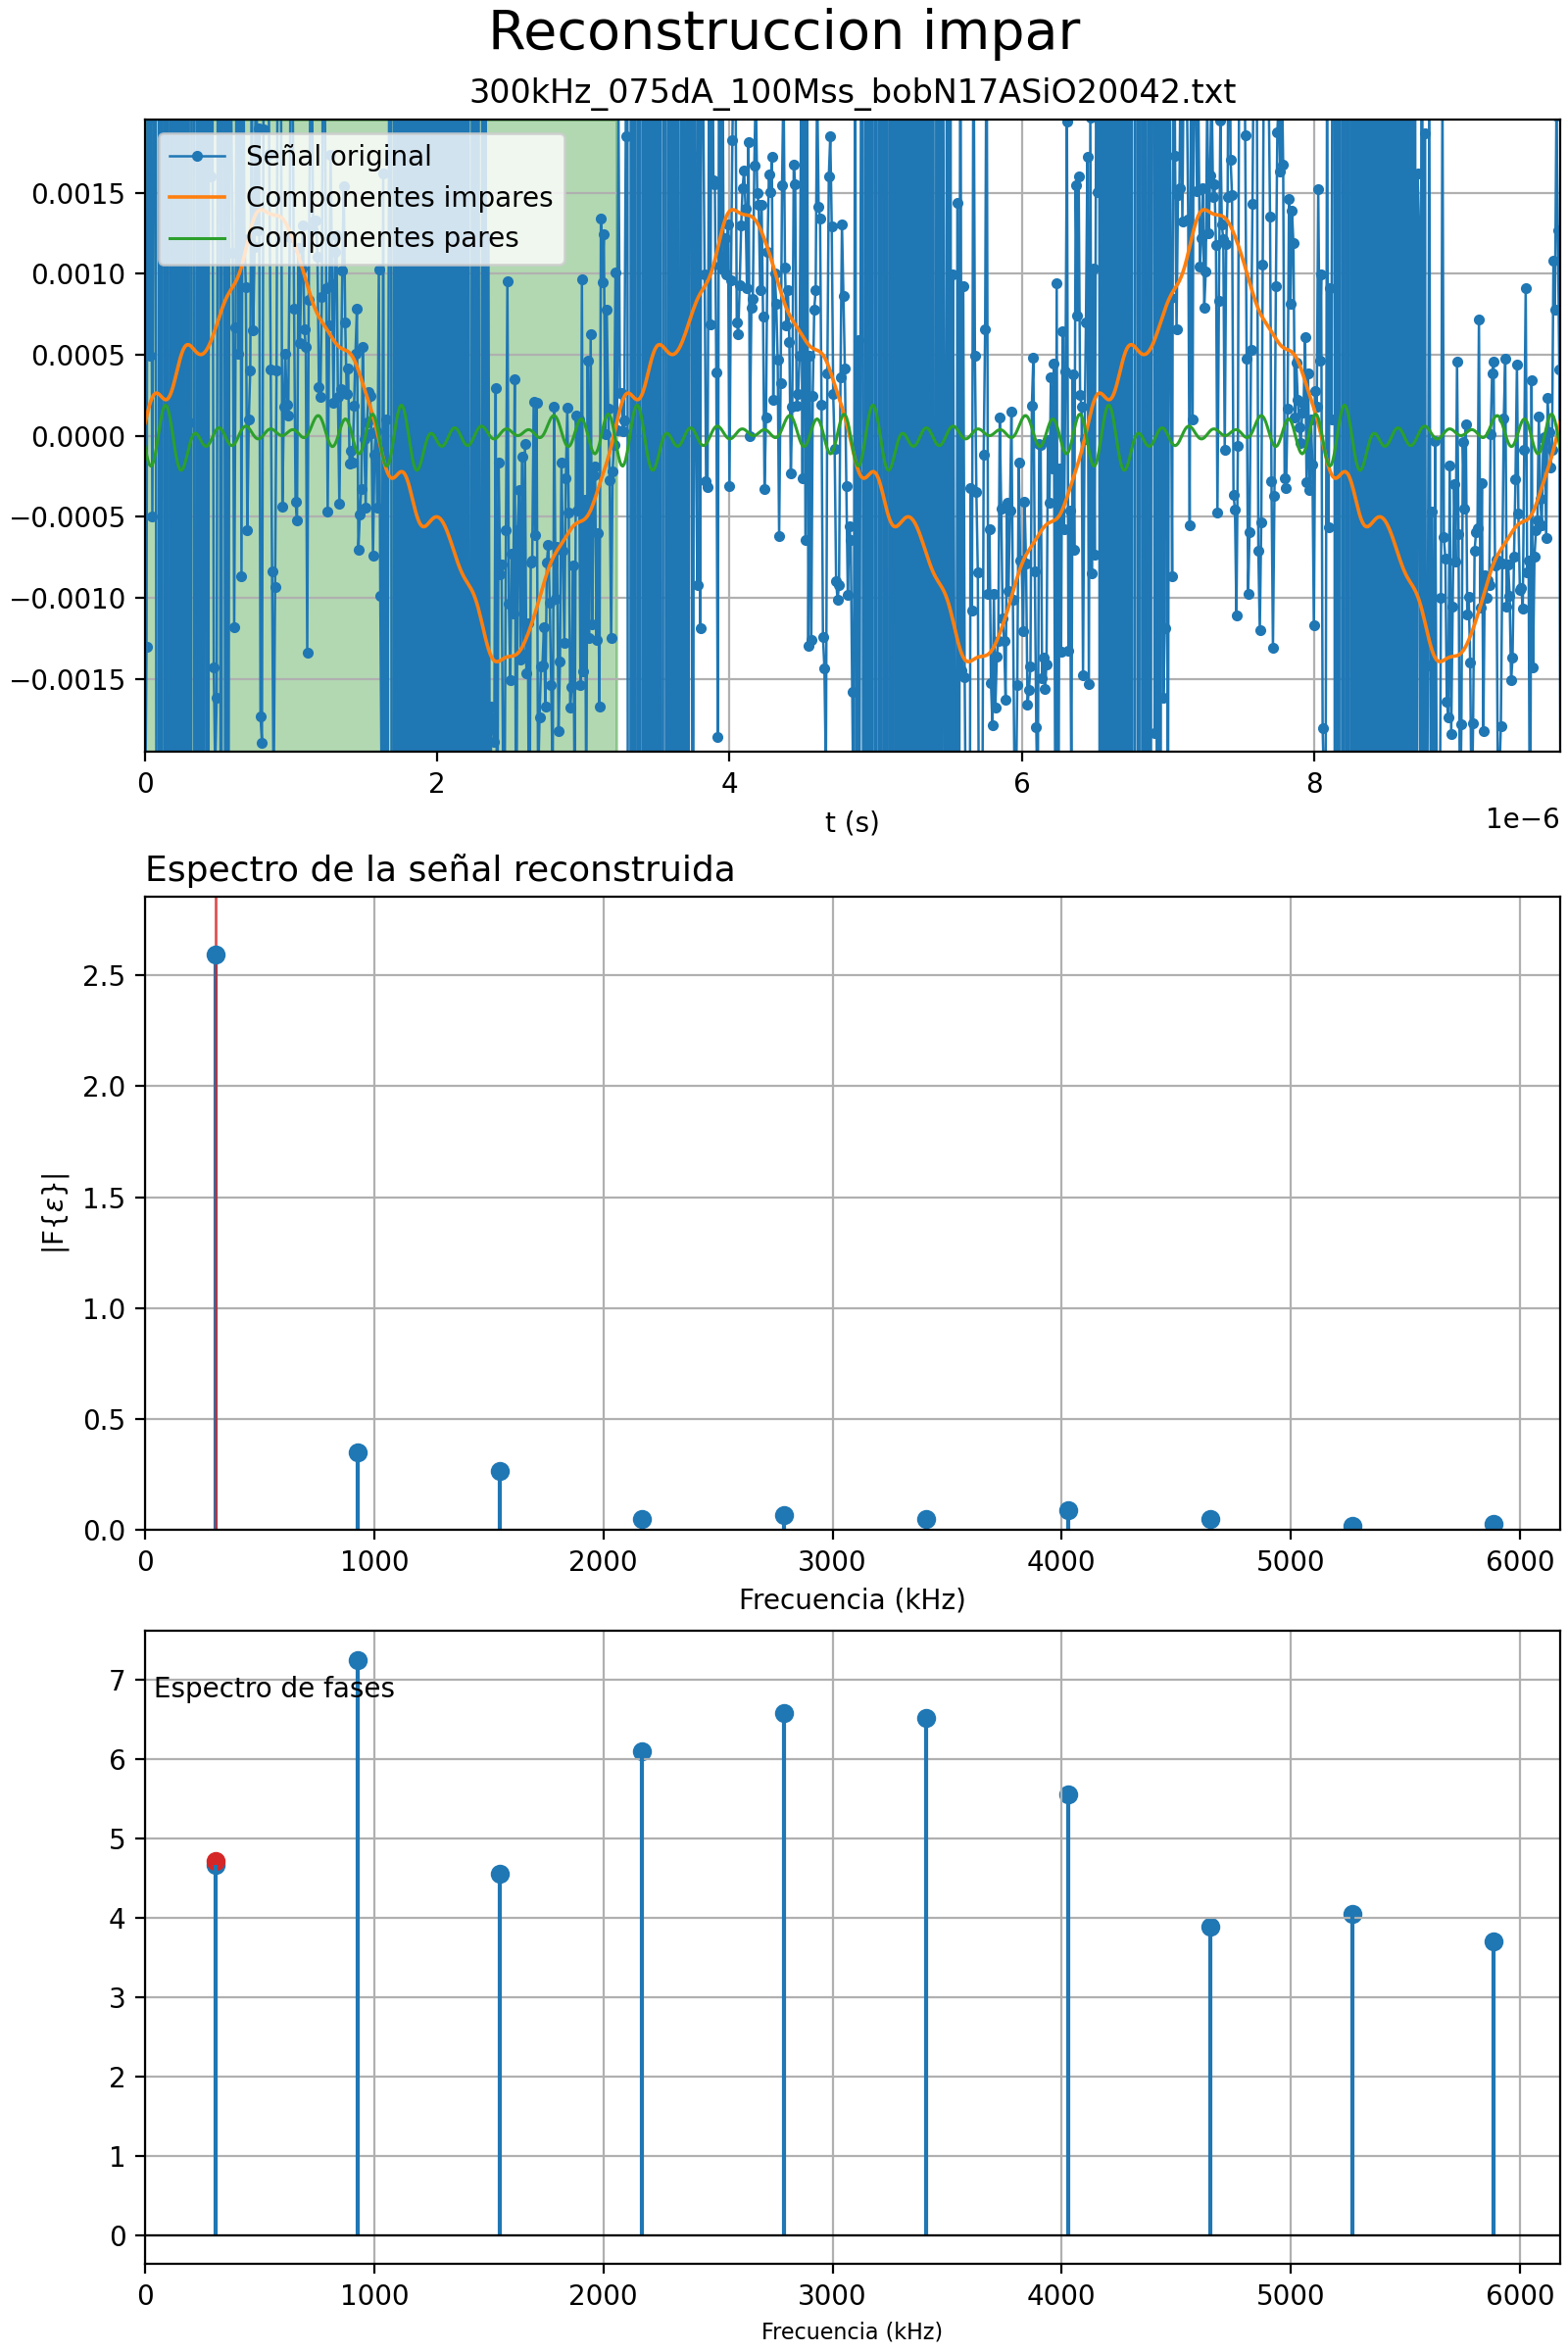 Reconstruccion impar
300kHz_075dA_100Mss_bobN17ASiO20042.txt
Señal original
Componentes impares
Componentes pares
0.0015
0.0010
0.0005
0.0000
−0.0005
−0.0010
−0.0015
0 2 4 6 8
t (s)
1e−6
Espectro de la señal reconstruida
2.5
2.0
1.5
1.0
0.5
0.0
|F{ε}|
0 1000 2000 3000 4000 5000 6000
Frecuencia (kHz)
Espectro de fases
7
6
5
4
3
2
1
0
0 1000 2000 3000 4000 5000 6000
Frecuencia (kHz)